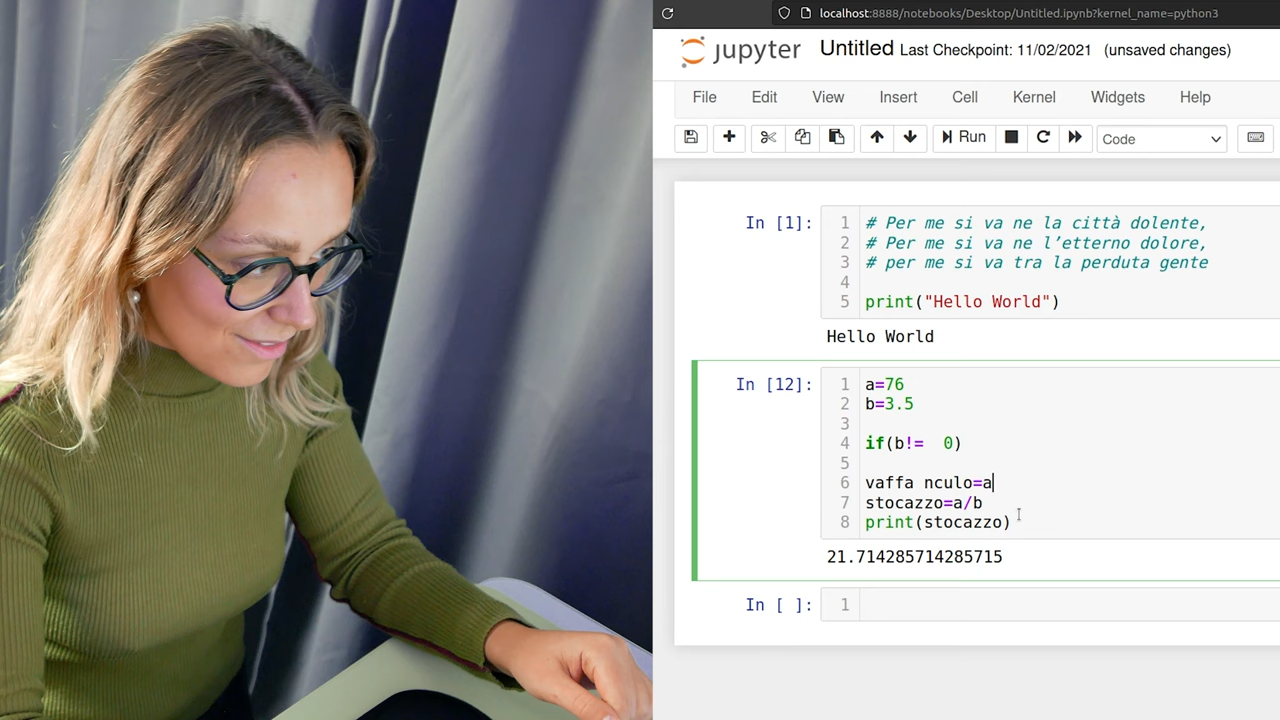 localhost:8888/notebooks/Desktop/Untitled.ipynb?kernel_name=python3
jupyter Untitled Last Checkpoint: 11/02/2021 (unsaved changes)
File Edit View Insert Cell Kernel Widgets Help
Run Code
In [1]:
1 # Per me si va ne la città dolente,
2 # Per me si va ne l’etterno dolore,
3 # per me si va tra la perduta gente
4
5 print("Hello World")
Hello World
In [12]:
1 a=76
2 b=3.5
3
4 if(b!=  0)
5
6 vaffa nculo=a
7 stocazzo=a/b
8 print(stocazzo)
21.714285714285715
In [ ]:
1